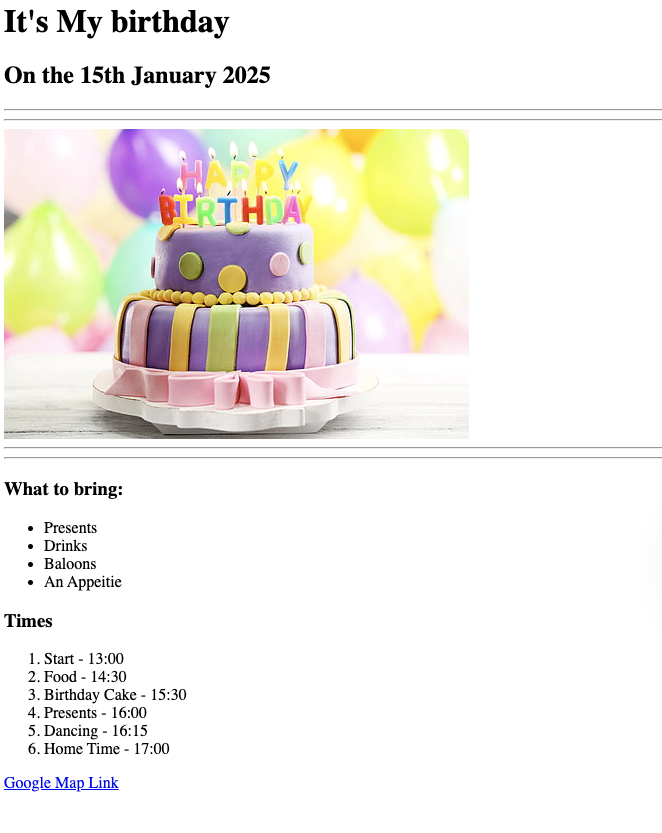 It's My birthday
On the 15th January 2025
HAPPY
BIRTHDAY
What to bring:
• Presents
• Drinks
• Baloons
• An Appeitie
Times
1. Start - 13:00
2. Food - 14:30
3. Birthday Cake - 15:30
4. Presents - 16:00
5. Dancing - 16:15
6. Home Time - 17:00
Google Map Link